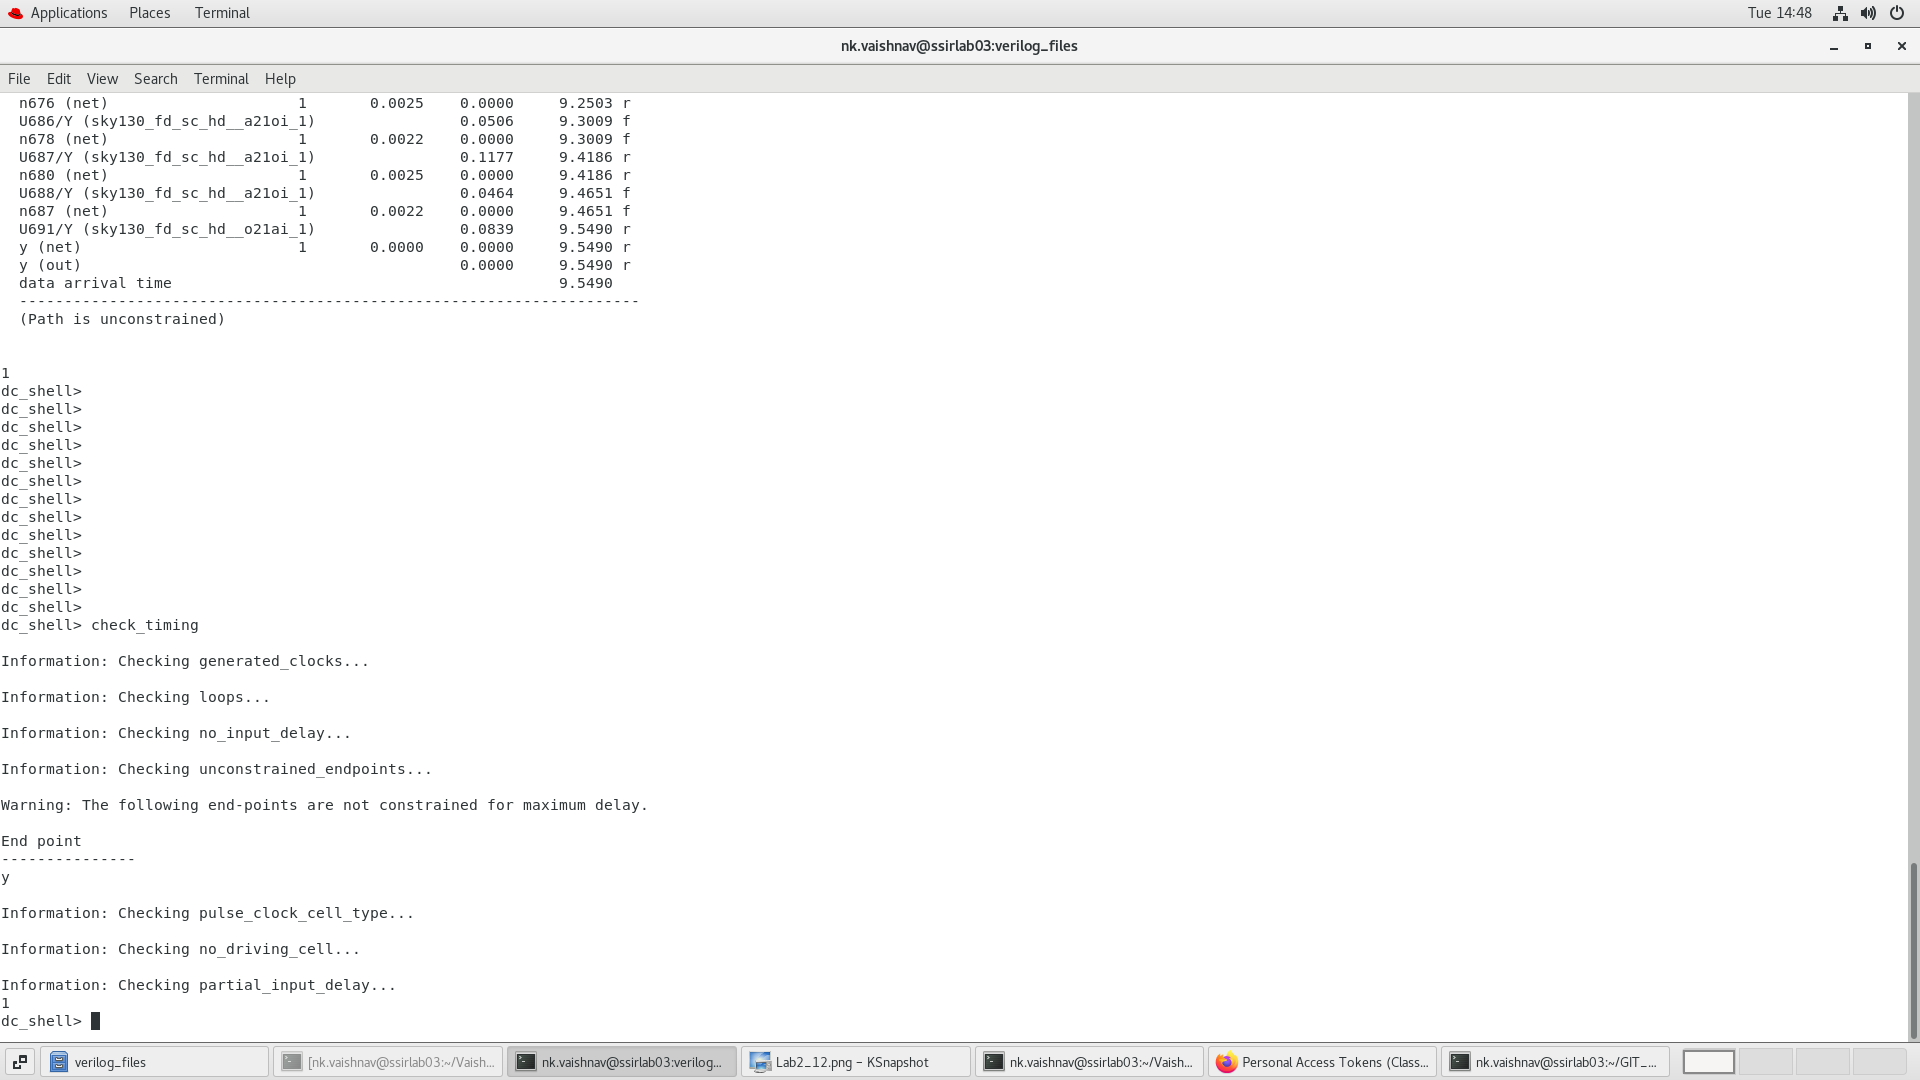 Applications Places Terminal Tue 14:48
nk.vaishnav@ssirlab03:verilog_files
File Edit View Search Terminal Help
  n676 (net)                     1       0.0025    0.0000     9.2503 r
  U686/Y (sky130_fd_sc_hd__a21oi_1)                0.0506     9.3009 f
  n678 (net)                     1       0.0022    0.0000     9.3009 f
  U687/Y (sky130_fd_sc_hd__a21oi_1)                0.1177     9.4186 r
  n680 (net)                     1       0.0025    0.0000     9.4186 r
  U688/Y (sky130_fd_sc_hd__a21oi_1)                0.0464     9.4651 f
  n687 (net)                     1       0.0022    0.0000     9.4651 f
  U691/Y (sky130_fd_sc_hd__o21ai_1)                0.0839     9.5490 r
  y (net)                        1       0.0000    0.0000     9.5490 r
  y (out)                                          0.0000     9.5490 r
  data arrival time                                           9.5490
  ---------------------------------------------------------------------
  (Path is unconstrained)
1
dc_shell>
dc_shell>
dc_shell>
dc_shell>
dc_shell>
dc_shell>
dc_shell>
dc_shell>
dc_shell>
dc_shell>
dc_shell>
dc_shell>
dc_shell>
dc_shell> check_timing
Information: Checking generated_clocks...
Information: Checking loops...
Information: Checking no_input_delay...
Information: Checking unconstrained_endpoints...
Warning: The following end-points are not constrained for maximum delay.
End point
---------------
y
Information: Checking pulse_clock_cell_type...
Information: Checking no_driving_cell...
Information: Checking partial_input_delay...
1
dc_shell>
verilog_files [nk.vaishnav@ssirlab03:~/Vaish... nk.vaishnav@ssirlab03:verilog... Lab2_12.png – KSnapshot nk.vaishnav@ssirlab03:~/Vaish... Personal Access Tokens (Class... nk.vaishnav@ssirlab03:~/GIT_...